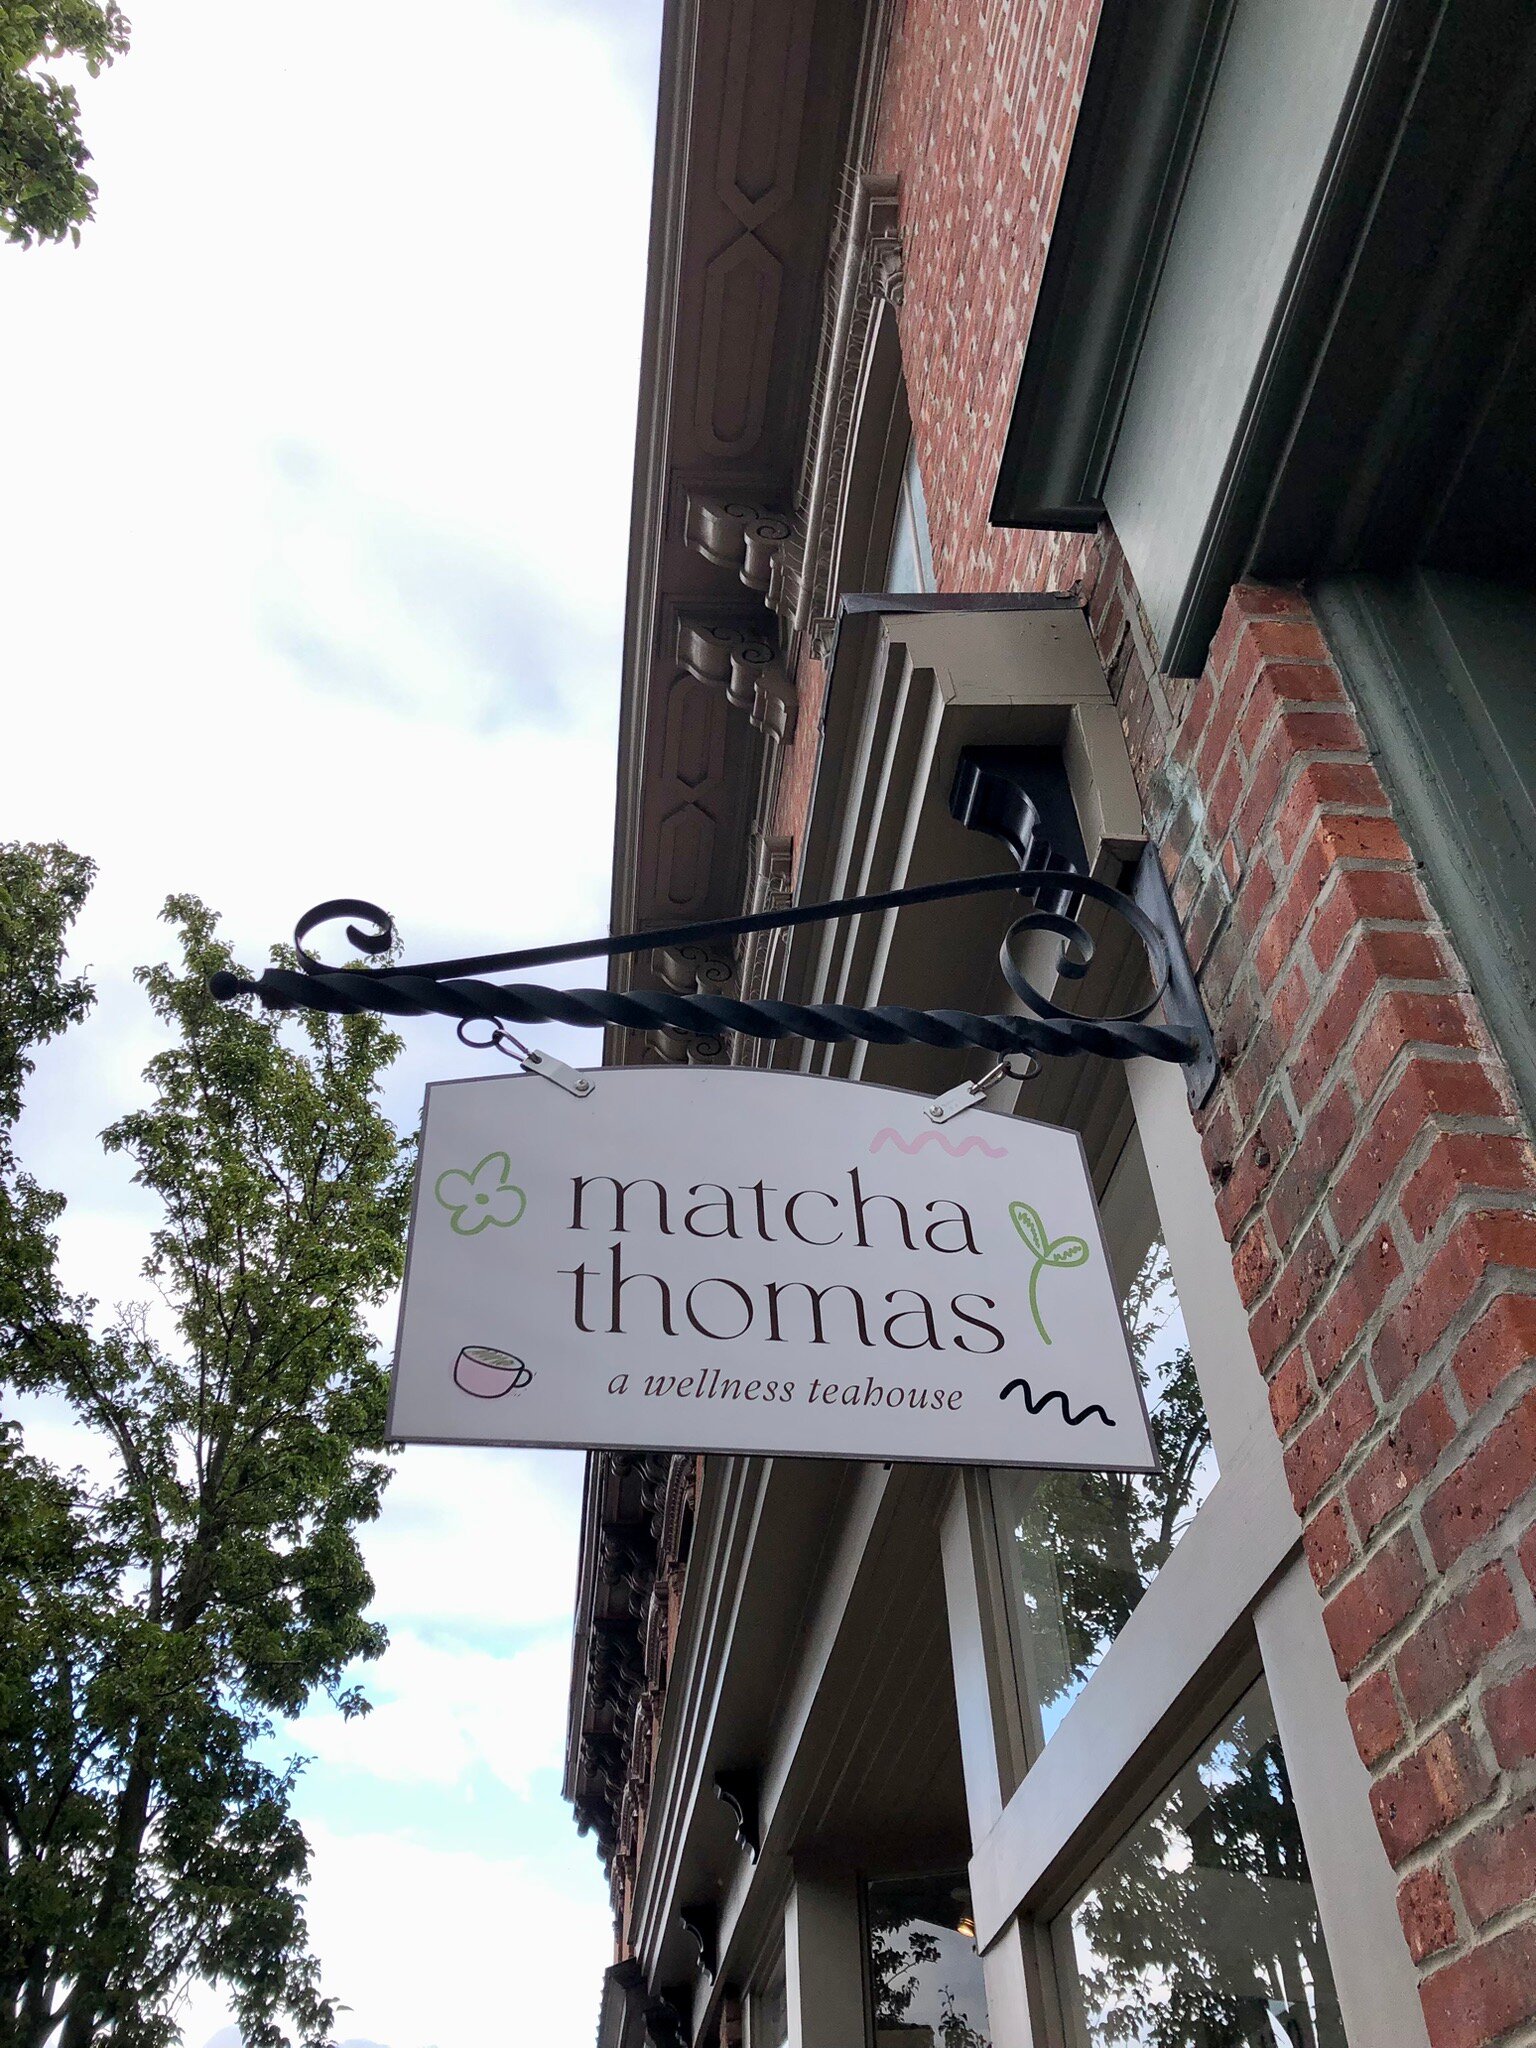 matcha
thomas
a wellness teahouse